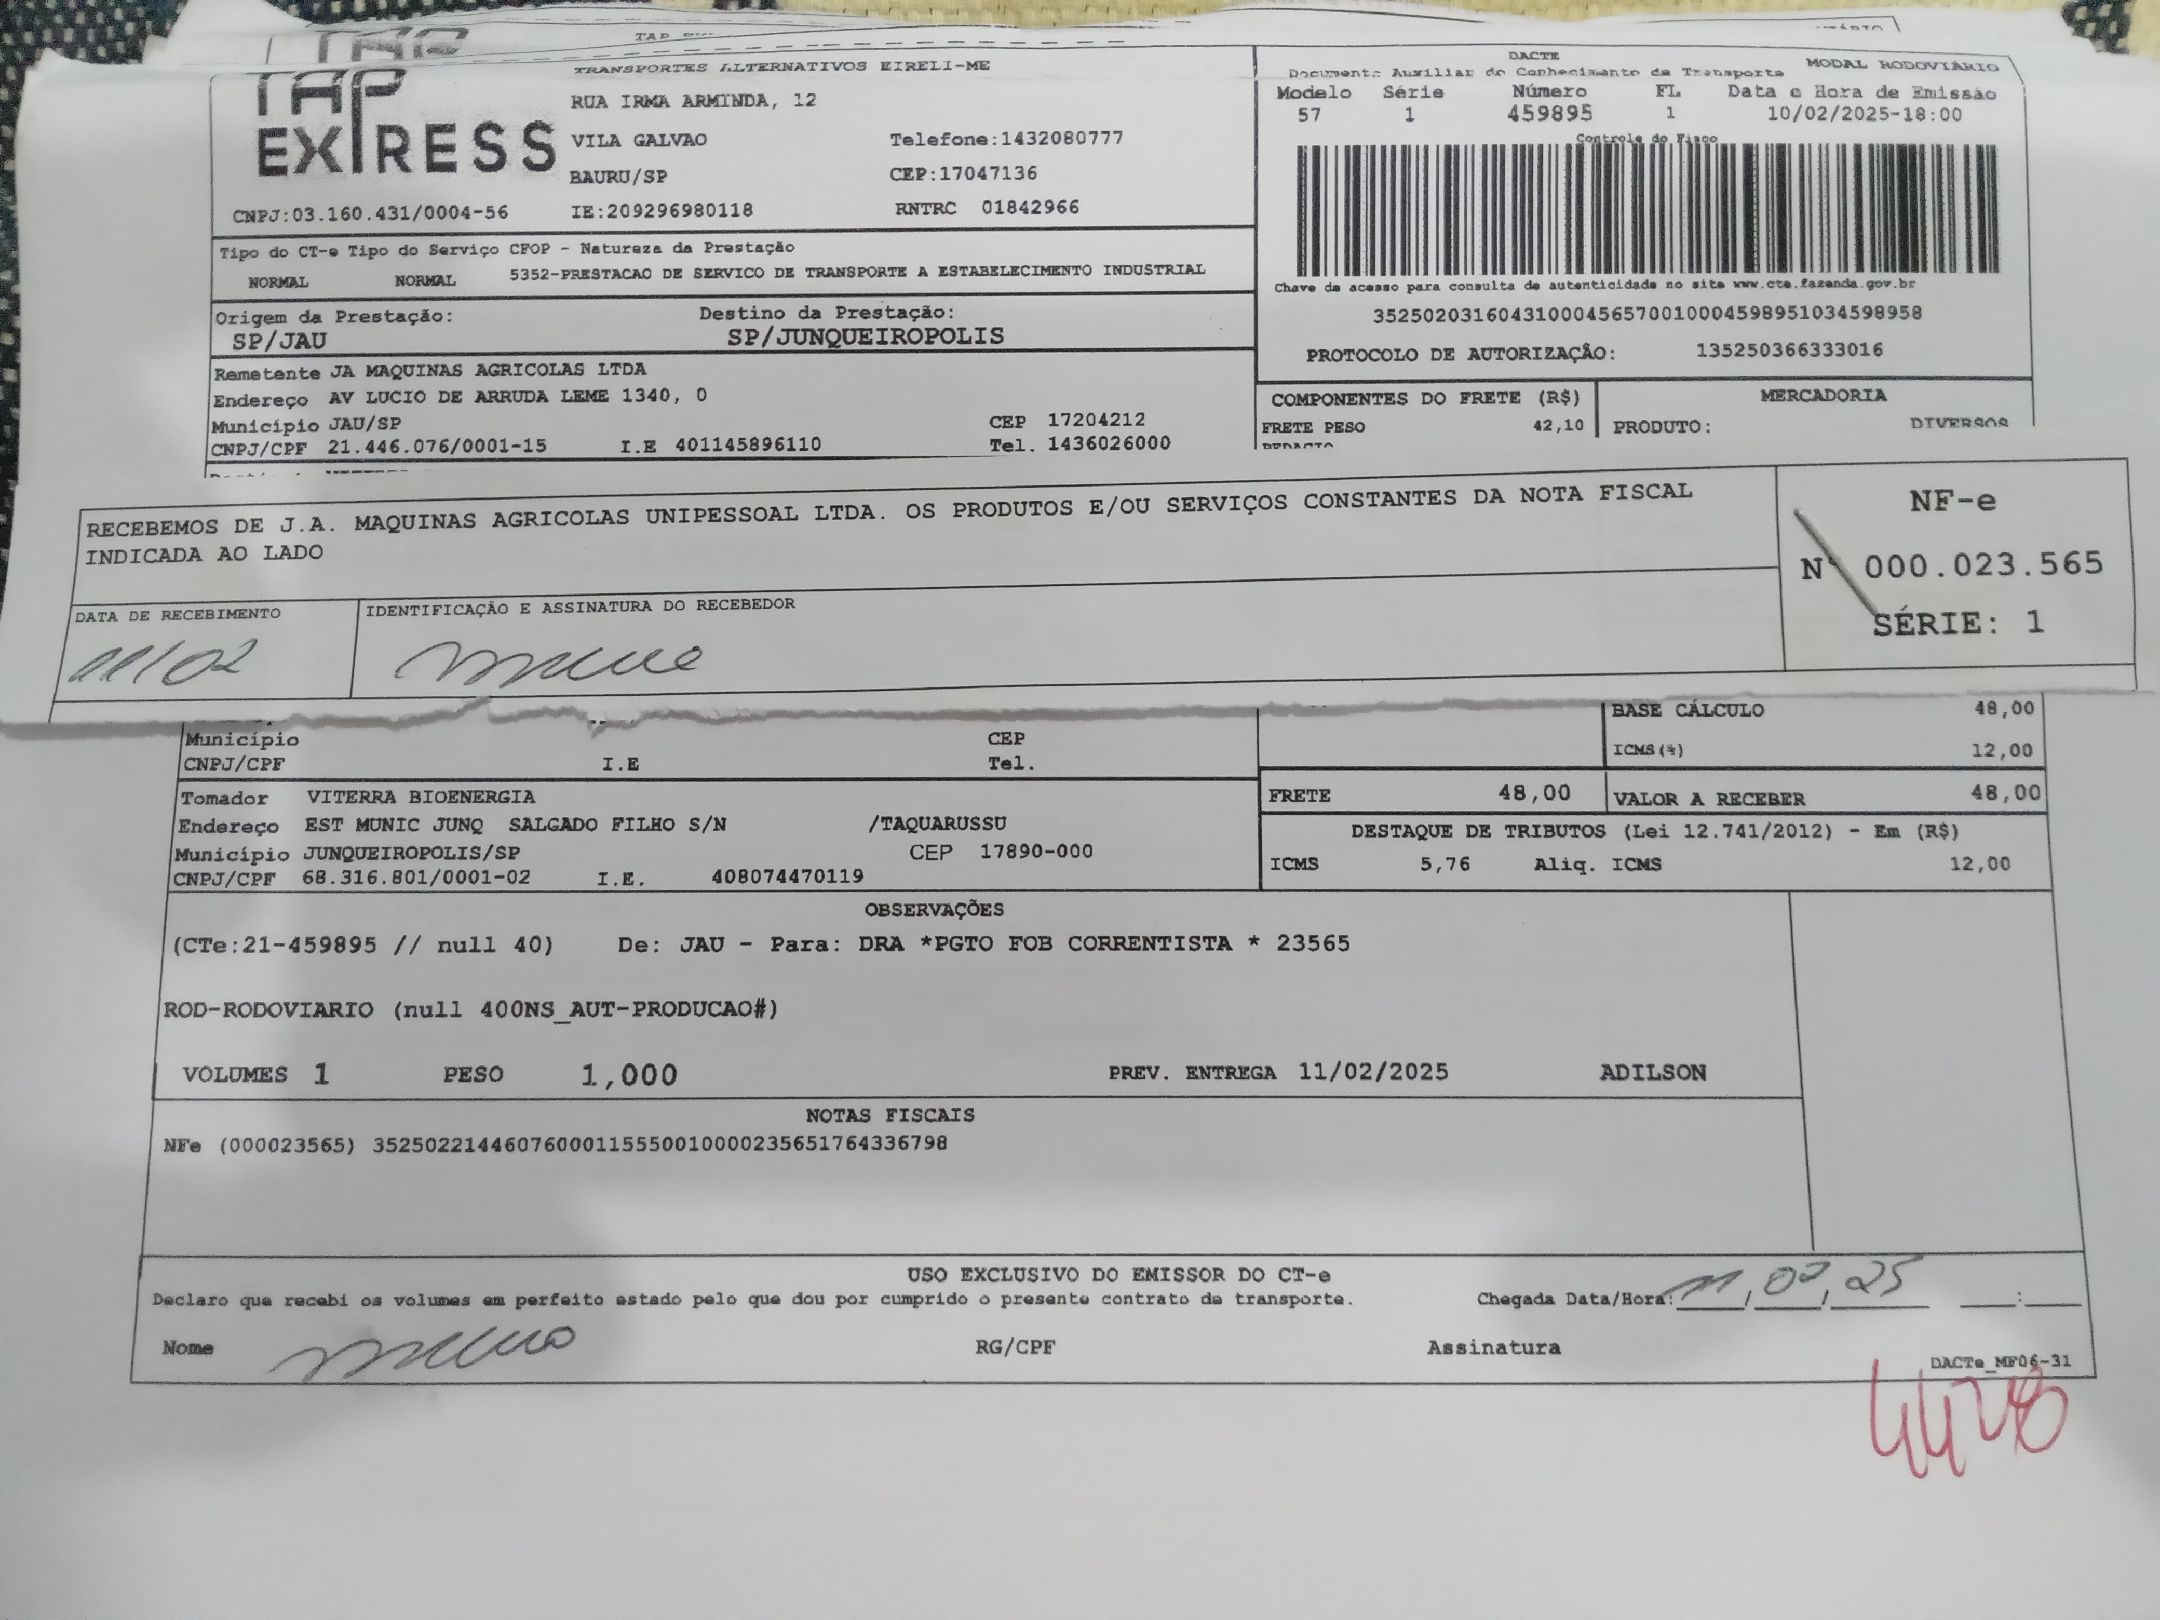 TAP
TAP EXPRESS
TRANSPORTES ALTERNATIVOS EIRELI-ME
RUA IRMA ARMINDA, 12
VILA GALVAO Telefone:1432080777
BAURU/SP CEP:17047136
CNPJ:03.160.431/0004-56 IE:209296980118 RNTRC 01842966
DACTE
Documento Auxiliar do Conhecimento de Transporte MODAL RODOVIÁRIO
Modelo Série Número FL Data e Hora de Emissão
57 1 459895 1 10/02/2025-18:00
Controle do Fisco
Chave de acesso para consulta de autenticidade no site www.cte.fazenda.gov.br
35250203160431000456570010004598951034598958
PROTOCOLO DE AUTORIZAÇÃO: 135250366333016
Tipo do CT-e Tipo do Serviço CFOP - Natureza da Prestação
NORMAL NORMAL 5352-PRESTACAO DE SERVICO DE TRANSPORTE A ESTABELECIMENTO INDUSTRIAL
Origem da Prestação: Destino da Prestação:
SP/JAU SP/JUNQUEIROPOLIS
Remetente JA MAQUINAS AGRICOLAS LTDA
Endereço AV LUCIO DE ARRUDA LEME 1340, 0
Município JAU/SP CEP 17204212
CNPJ/CPF 21.446.076/0001-15 I.E 401145896110 Tel. 1436026000
COMPONENTES DO FRETE (R$) MERCADORIA
FRETE PESO 42,10 PRODUTO: DIVERSOS
RECEBEMOS DE J.A. MAQUINAS AGRICOLAS UNIPESSOAL LTDA. OS PRODUTOS E/OU SERVIÇOS CONSTANTES DA NOTA FISCAL
INDICADA AO LADO
NF-e
Nº 000.023.565
SÉRIE: 1
DATA DE RECEBIMENTO IDENTIFICAÇÃO E ASSINATURA DO RECEBEDOR
11/02
Município CEP
CNPJ/CPF I.E Tel.
BASE CÁLCULO 48,00
ICMS(%) 12,00
Tomador VITERRA BIOENERGIA
Endereço EST MUNIC JUNQ SALGADO FILHO S/N /TAQUARUSSU
Município JUNQUEIROPOLIS/SP CEP 17890-000
CNPJ/CPF 68.316.801/0001-02 I.E. 408074470119
FRETE 48,00 VALOR A RECEBER 48,00
DESTAQUE DE TRIBUTOS (Lei 12.741/2012) - Em (R$)
ICMS 5,76 Aliq. ICMS 12,00
OBSERVAÇÕES
(CTe:21-459895 // null 40) De: JAU - Para: DRA *PGTO FOB CORRENTISTA * 23565
ROD-RODOVIARIO (null 400NS_AUT-PRODUCAO#)
VOLUMES 1 PESO 1,000 PREV. ENTREGA 11/02/2025 ADILSON
NOTAS FISCAIS
NFe (000023565) 35250221446076000115550010000235651764336798
USO EXCLUSIVO DO EMISSOR DO CT-e
Declaro que recebi os volumes em perfeito estado pelo que dou por cumprido o presente contrato de transporte. Chegada Data/Hora: 11, 02, 25 :
Nome RG/CPF Assinatura
DACTe_MF06-31